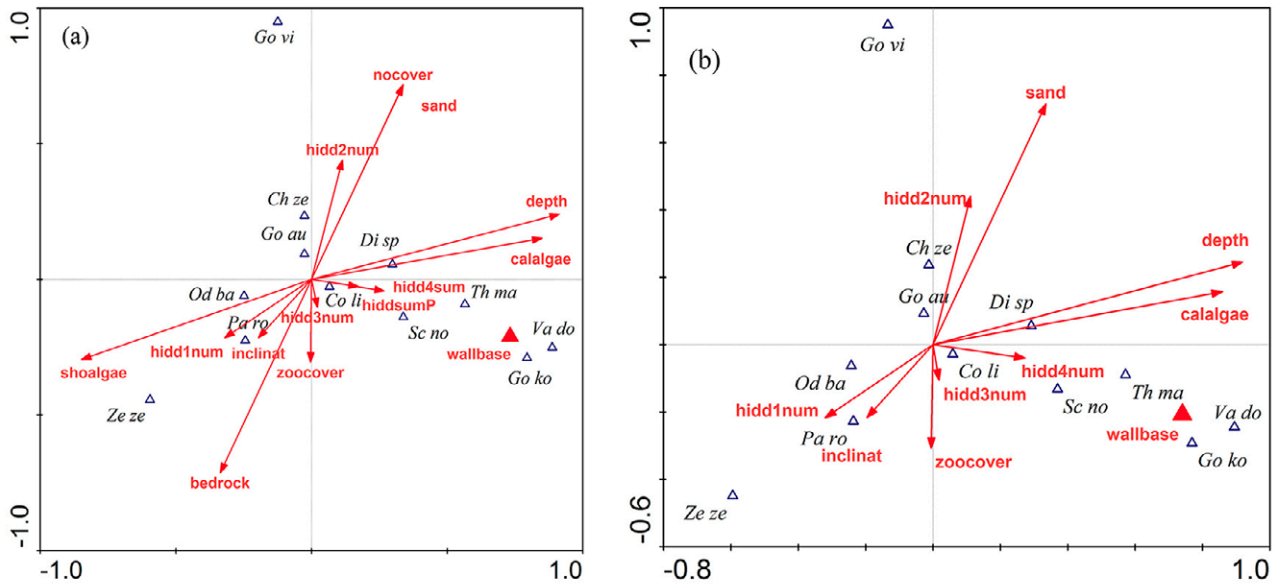 (a)
1.0
Go vi
nocover
sand
hidd2num
Ch ze
depth
Go au
Di sp
calalgae
Od ba
Co li
hidd4sum
hiddsumP
Th ma
hidd3num
Pa ro
Sc no
Va do
hidd1num
inclinat
wallbase
shoalgae
zoocover
Go ko
Ze ze
bedrock
-1.0
-1.0
1.0
(b)
1.0
Go vi
sand
hidd2num
Ch ze
depth
Go au
Di sp
calalgae
Od ba
Co li
hidd4num
hidd3num
Th ma
hidd1num
Sc no
Va do
Pa ro
wallbase
inclinat
zoocover
Go ko
Ze ze
-0.6
-0.8
1.0